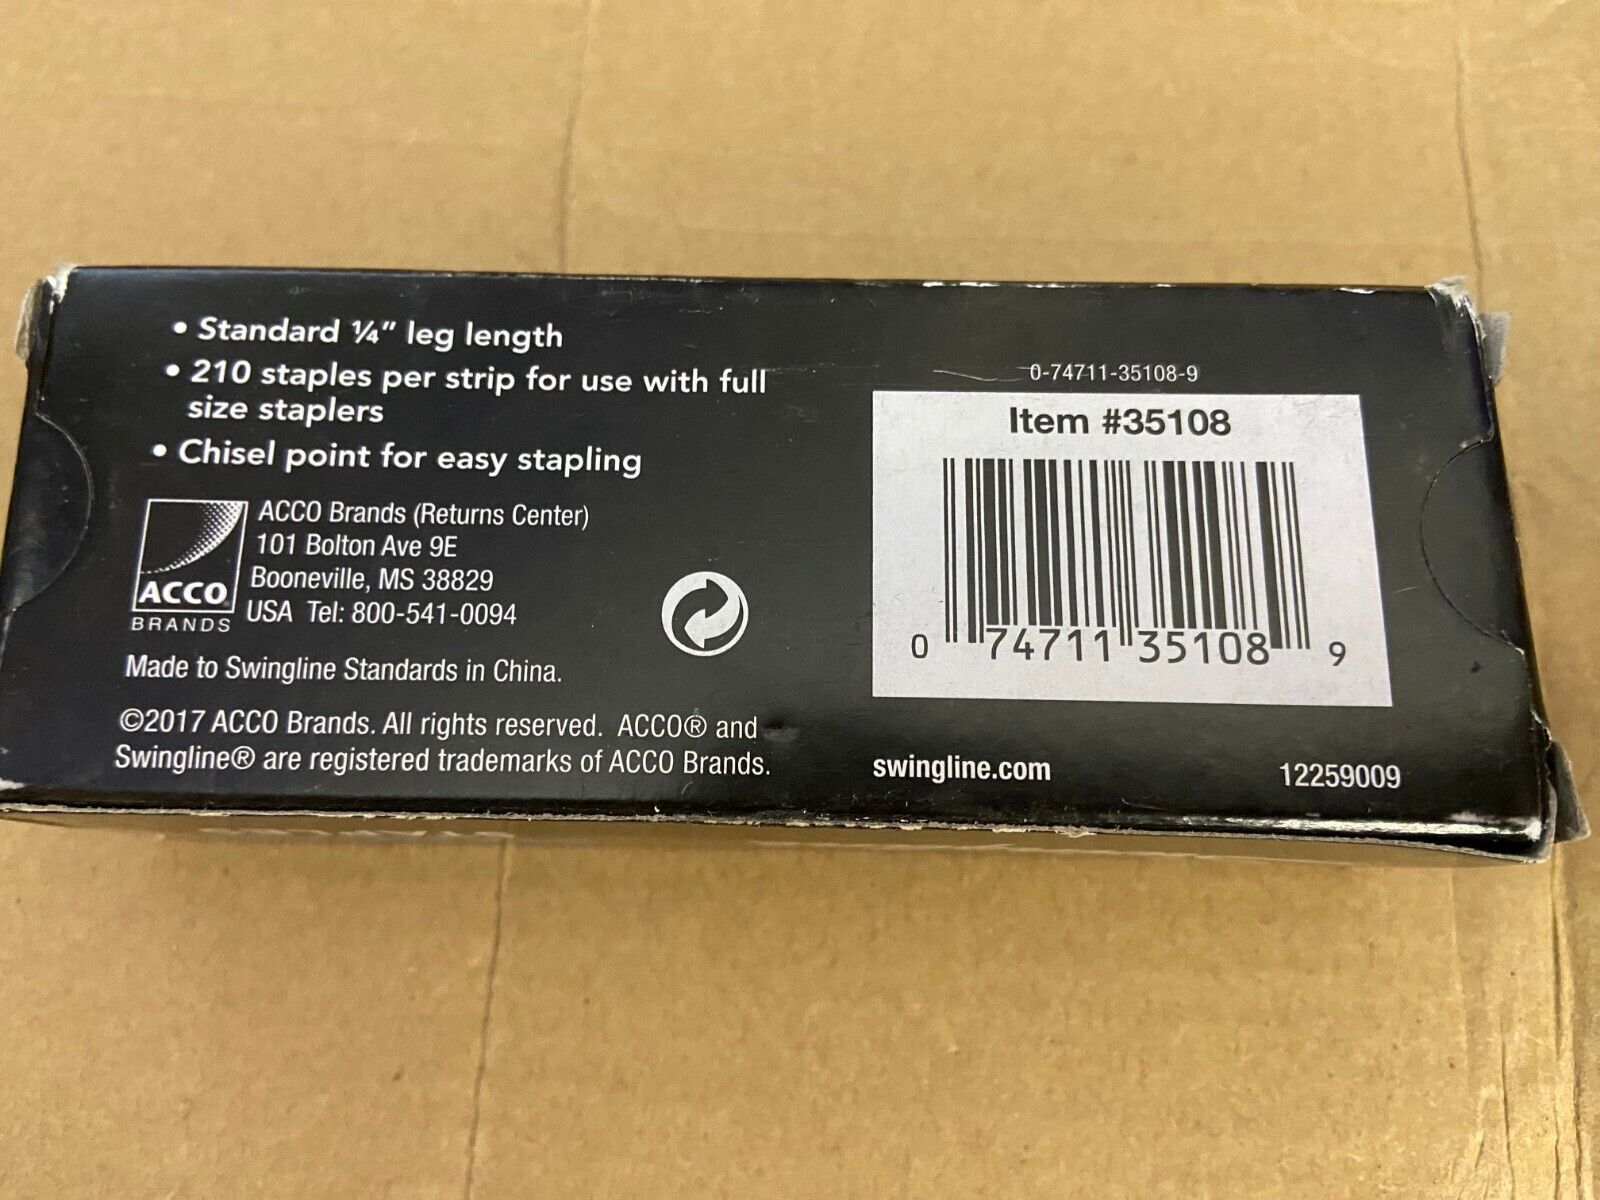 • Standard ¼" leg length
• 210 staples per strip for use with full
size staplers
• Chisel point for easy stapling
ACCO®
BRANDS
ACCO Brands (Returns Center)
101 Bolton Ave 9E
Booneville, MS 38829
USA Tel: 800-541-0094
Made to Swingline Standards in China.
©2017 ACCO Brands. All rights reserved. ACCO® and
Swingline® are registered trademarks of ACCO Brands.
0-74711-35108-9
Item #35108
0 74711 35108 9
swingline.com
12259009